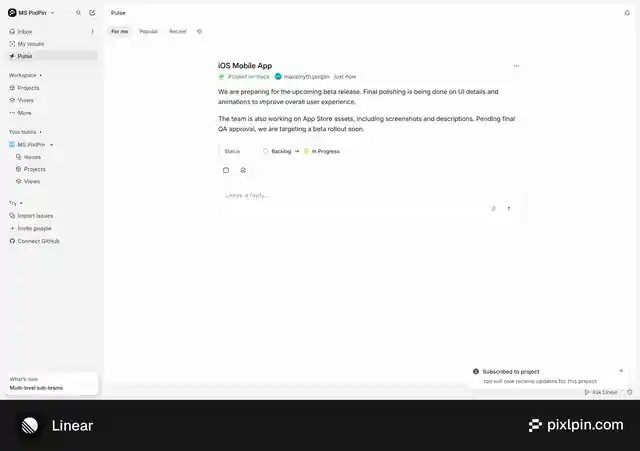 MS PixlPin
Inbox
1
My issues
Pulse
Workspace
Projects
Views
More
Your teams
MS PixlPin
Issues
Projects
Views
Try
Import issues
Invite people
Connect GitHub
What's new
Multi-level sub-teams
Pulse
For me
Popular
Recent
iOS Mobile App
mazsmyth.pixlpin just now
We are preparing for the upcoming beta release. Final polishing is being done on UI details and
animations to improve overall user experience.
The team is also working on App Store assets, including screenshots and descriptions. Pending final
QA approval, we are targeting a beta rollout soon.
Status Backlog → In Progress
Leave a reply...
Subscribed to project
You will now receive updates for this project
Ask Linear
Linear
pixlpin.com